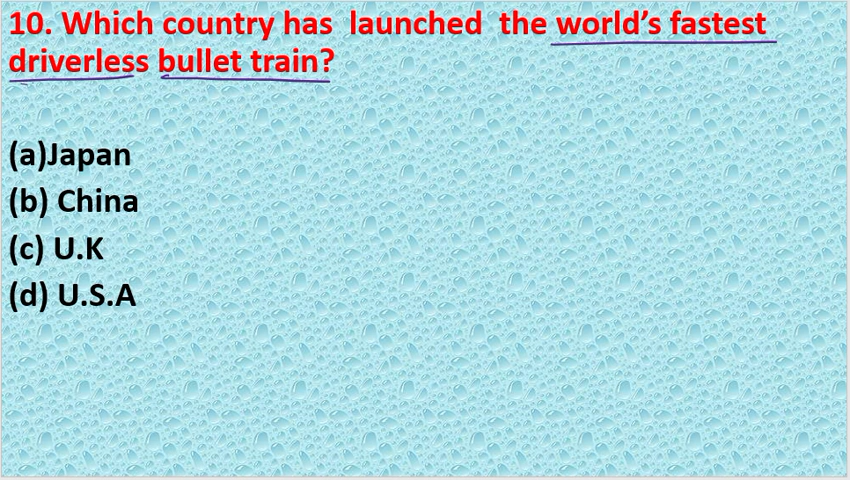 10. Which country has launched the world's fastest
driverless bullet train?
(a)Japan
(b) China
(c) U.K
(d) U.S.A